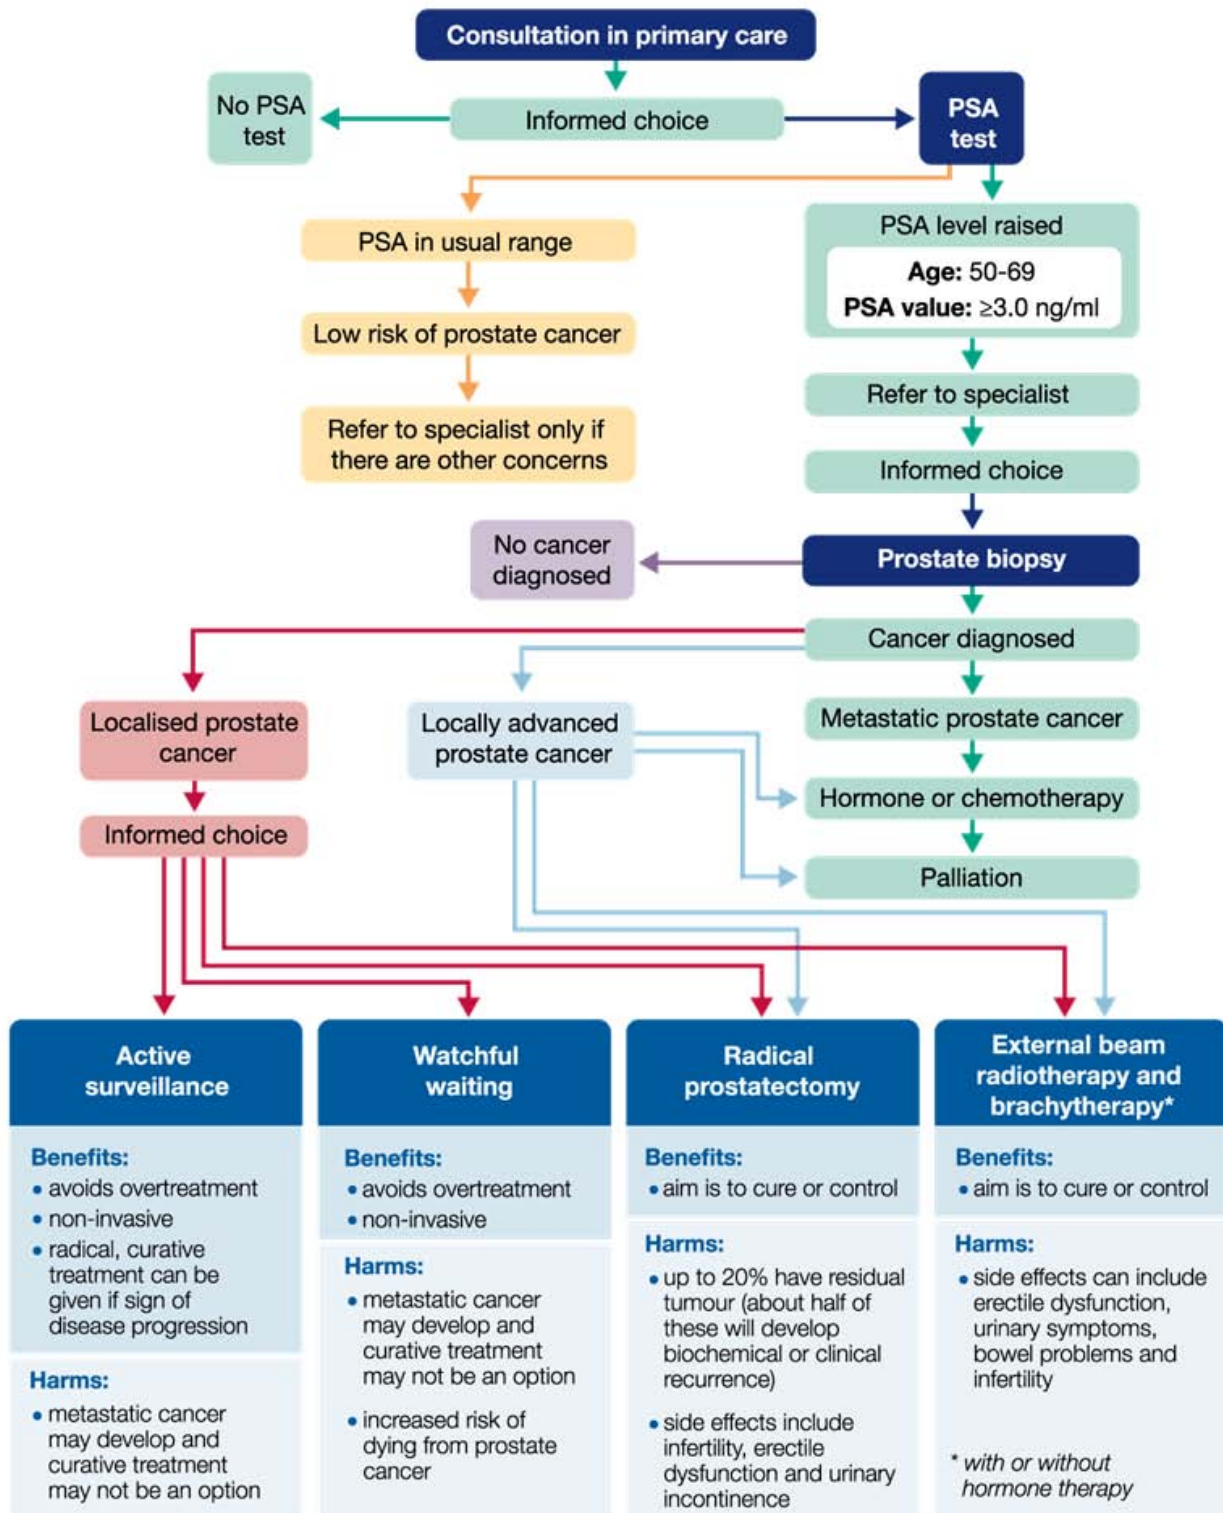 Consultation in primary care
No PSA
test
Informed choice
PSA
test
PSA in usual range
Low risk of prostate cancer
Refer to specialist only if
there are other concerns
PSA level raised
Age: 50-69
PSA value: ≥3.0 ng/ml
Refer to specialist
Informed choice
No cancer
diagnosed
Prostate biopsy
Cancer diagnosed
Localised prostate
cancer
Informed choice
Locally advanced
prostate cancer
Metastatic prostate cancer
Hormone or chemotherapy
Palliation
Active
surveillance
Benefits:
• avoids overtreatment
• non-invasive
• radical, curative
treatment can be
given if sign of
disease progression
Harms:
• metastatic cancer
may develop and
curative treatment
may not be an option
Watchful
waiting
Benefits:
• avoids overtreatment
• non-invasive
Harms:
• metastatic cancer
may develop and
curative treatment
may not be an option
• increased risk of
dying from prostate
cancer
Radical
prostatectomy
Benefits:
• aim is to cure or control
Harms:
• up to 20% have residual
tumour (about half of
these will develop
biochemical or clinical
recurrence)
• side effects include
infertility, erectile
dysfunction and urinary
incontinence
External beam
radiotherapy and
brachytherapy*
Benefits:
• aim is to cure or control
Harms:
• side effects can include
erectile dysfunction,
urinary symptoms,
bowel problems and
infertility
* with or without
hormone therapy